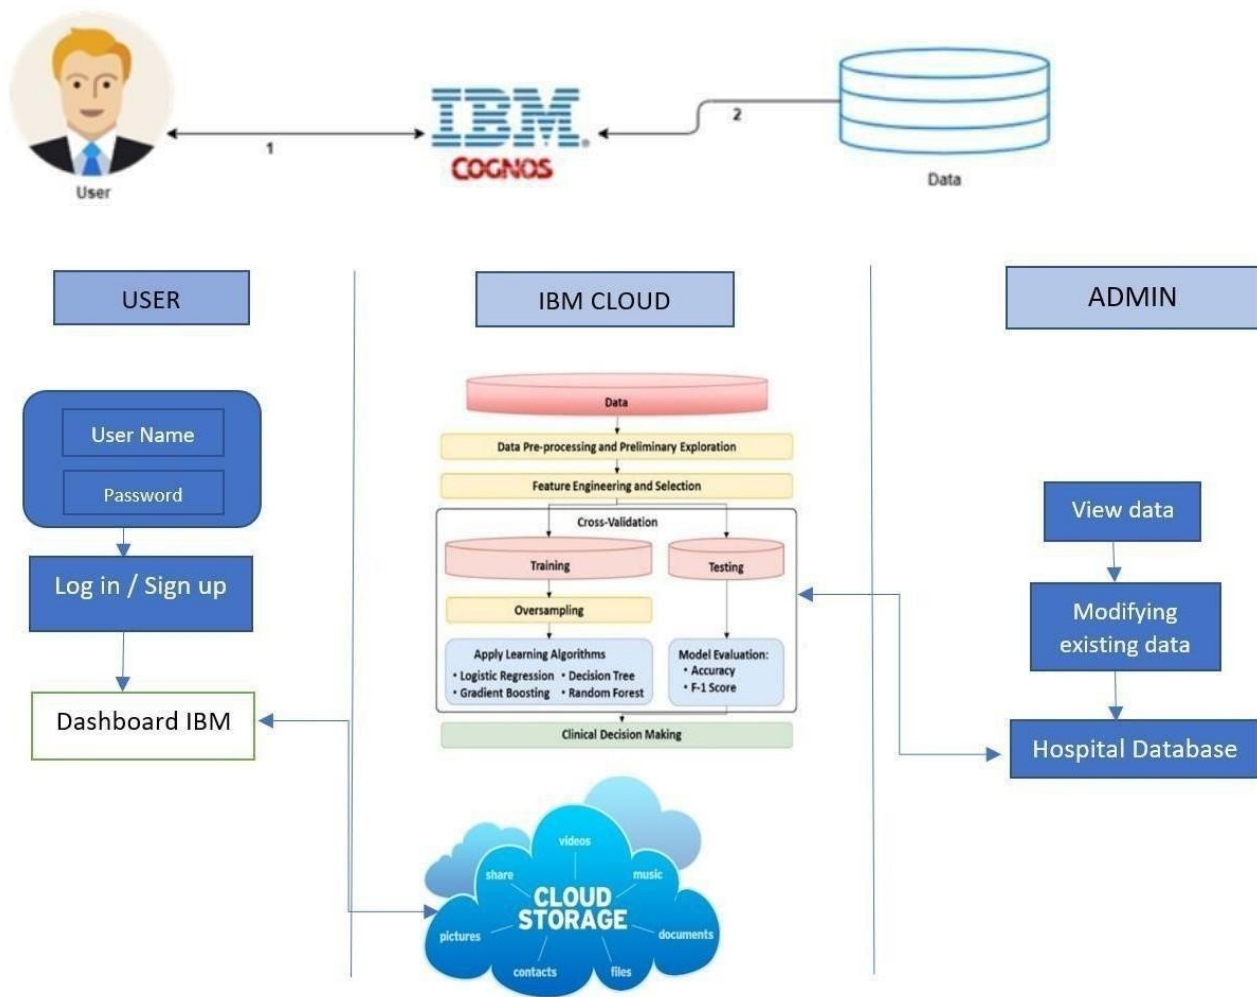 1
IBM
®
COGNOS
2
User
Data
USER
IBM CLOUD
ADMIN
User Name
Password
Log in / Sign up
Dashboard IBM
Data
Data Pre-processing and Preliminary Exploration
Feature Engineering and Selection
Cross-Validation
Training
Testing
Oversampling
Apply Learning Algorithms
• Logistic Regression • Decision Tree
• Gradient Boosting • Random Forest
Model Evaluation:
• Accuracy
• F-1 Score
Clinical Decision Making
videos
share
music
CLOUD
STORAGE
pictures
documents
contacts
files
View data
Modifying
existing data
Hospital Database